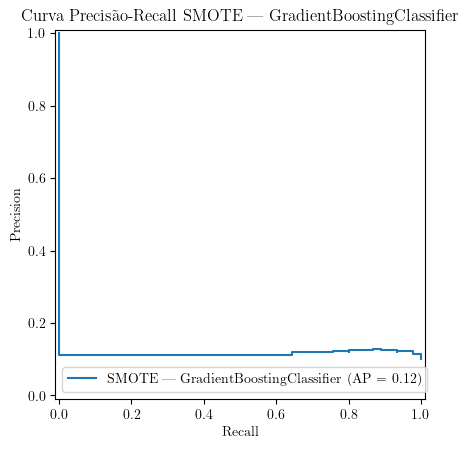 Curva Precisão-Recall SMOTE — GradientBoostingClassifier
1.0
0.8
0.6
0.4
0.2
0.0
Precision
SMOTE — GradientBoostingClassifier (AP = 0.12)
0.0 0.2 0.4 0.6 0.8 1.0
Recall